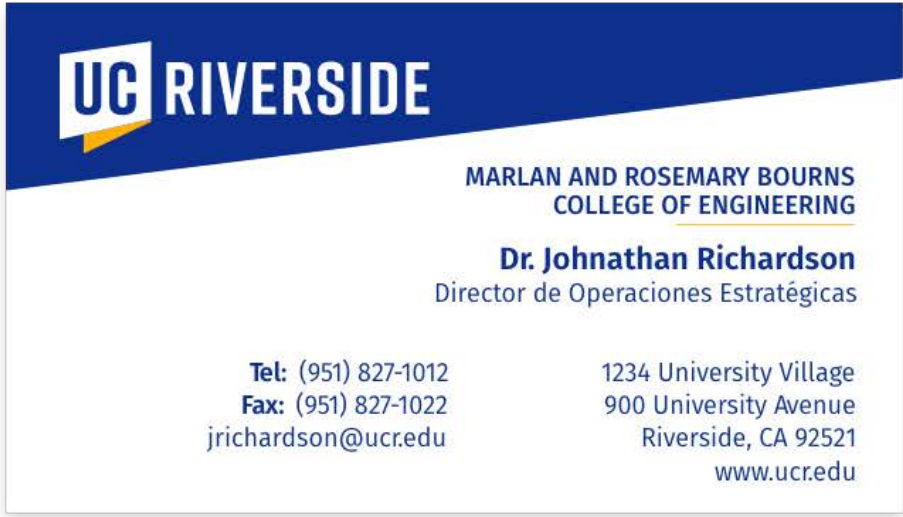 UC RIVERSIDE
MARLAN AND ROSEMARY BOURNS
COLLEGE OF ENGINEERING
Dr. Johnathan Richardson
Director de Operaciones Estratégicas
Tel: (951) 827-1012
Fax: (951) 827-1022
jrichardson@ucr.edu
1234 University Village
900 University Avenue
Riverside, CA 92521
www.ucr.edu